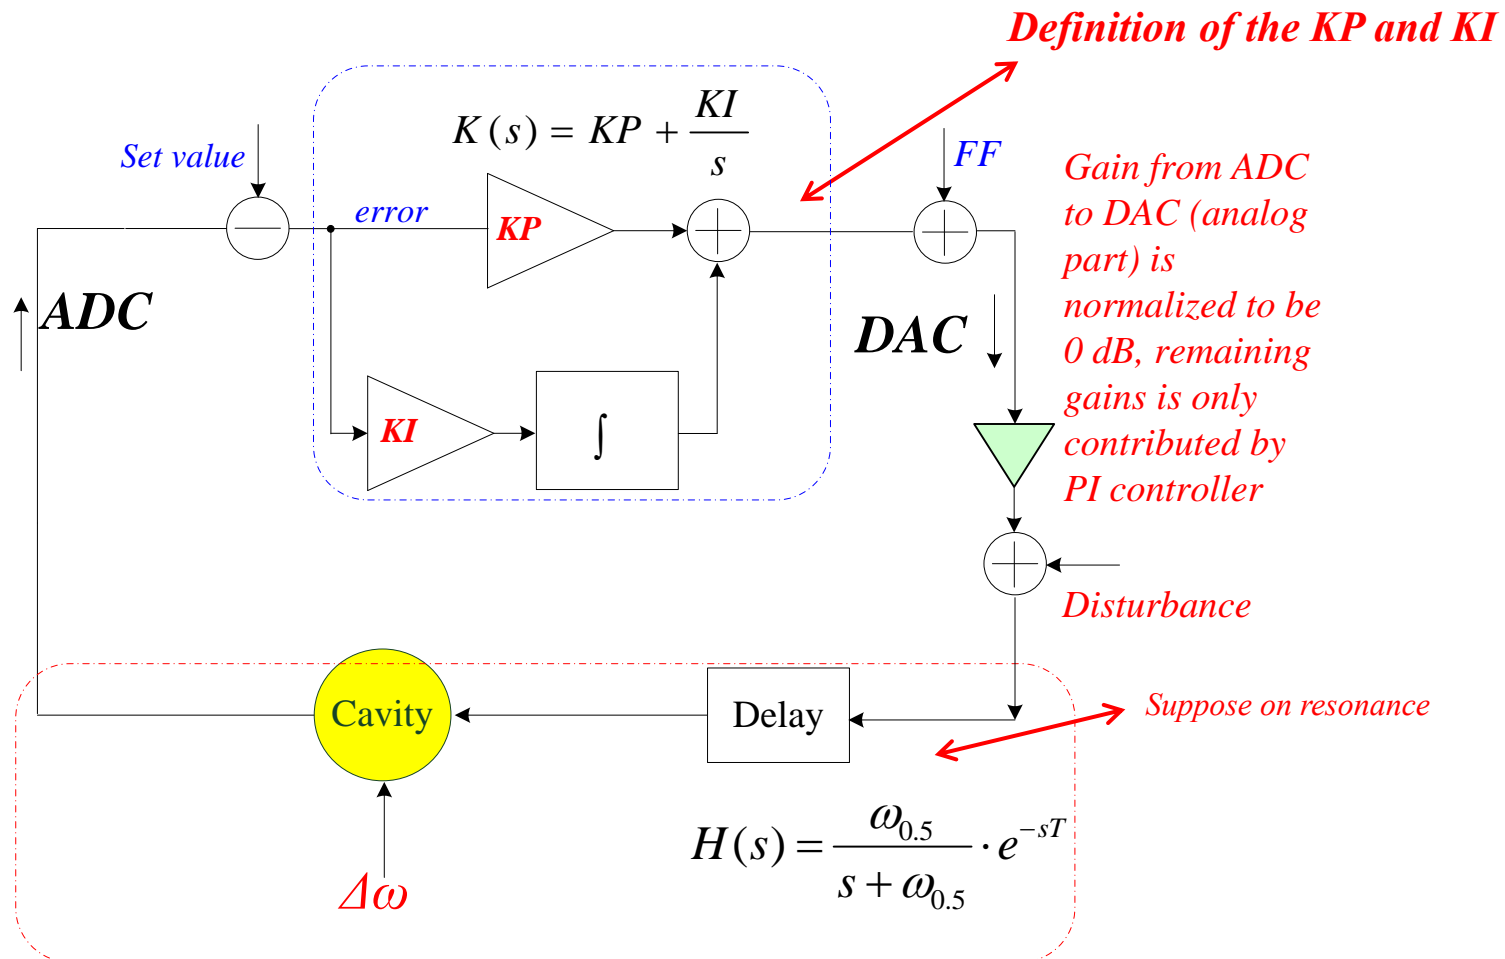 Definition of the KP and KI
K(s) = KP + KI/s
Set value
error
KP
FF
Gain from ADC
to DAC (analog
part) is
normalized to be
0 dB, remaining
gains is only
contributed by
PI controller
ADC
DAC
KI
∫
Disturbance
Cavity
Delay
Suppose on resonance
H(s) = ω0.5/(s + ω0.5) · e^−sT
Δω